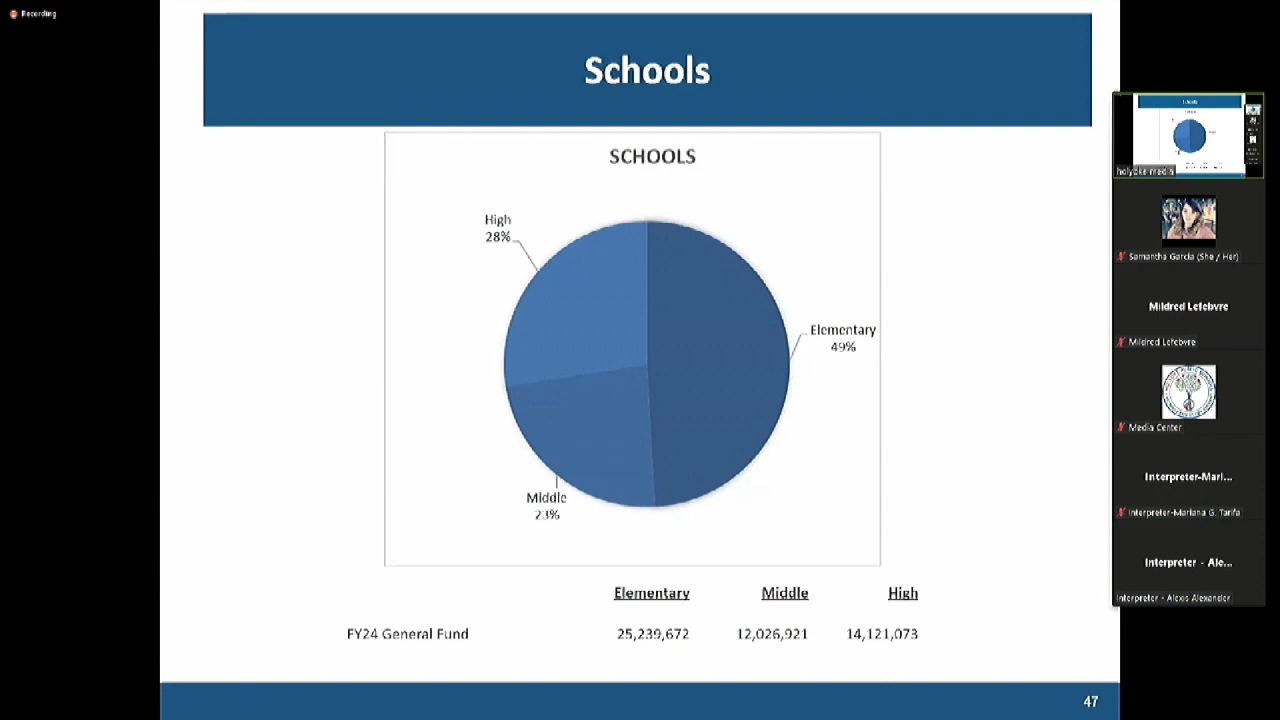 Recording
Schools
SCHOOLS
High
28%
Elementary
49%
Middle
23%
Elementary Middle High
FY24 General Fund 25,239,672 12,026,921 14,121,073
47
holyoke media
Samantha Garcia (She / Her)
Mildred Lefebvre
Mildred Lefebvre
Media Center
Interpreter-Mari...
Interpreter-Mariana G. Tarifa
Interpreter - Ale...
Interpreter - Alexis Alexander